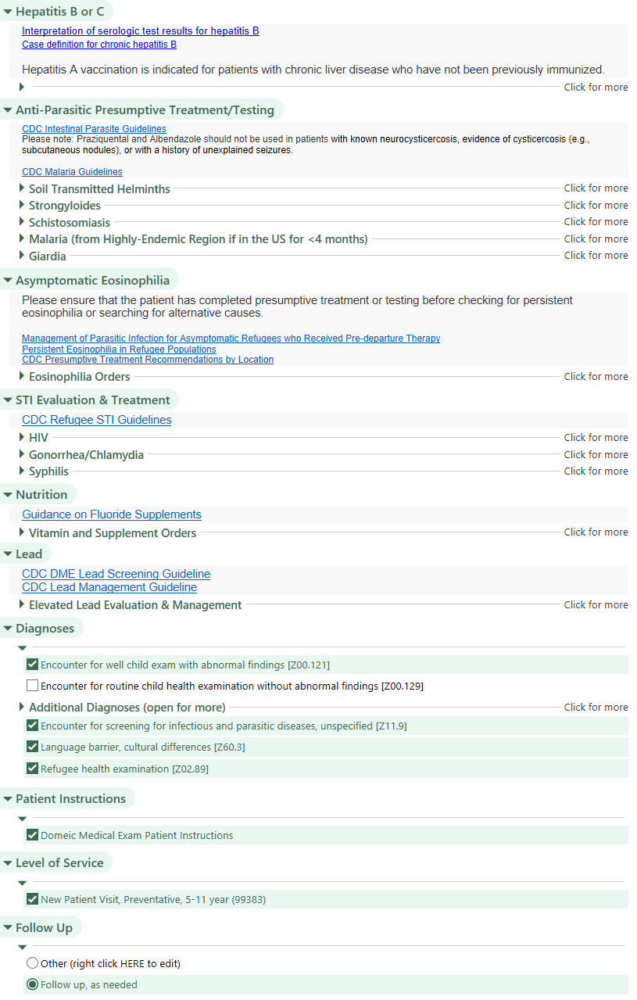 Hepatitis B or C
Interpretation of serologic test results for hepatitis B
Case definition for chronic hepatitis B
Hepatitis A vaccination is indicated for patients with chronic liver disease who have not been previously immunized.
Click for more
Anti-Parasitic Presumptive Treatment/Testing
CDC Intestinal Parasite Guidelines
Please note: Praziquental and Albendazole should not be used in patients with known neurocysticercosis, evidence of cysticercosis (e.g.,
subcutaneous nodules), or with a history of unexplained seizures.
CDC Malaria Guidelines
Soil Transmitted Helminths Click for more
Strongyloides Click for more
Schistosomiasis Click for more
Malaria (from Highly-Endemic Region if in the US for <4 months) Click for more
Giardia Click for more
Asymptomatic Eosinophilia
Please ensure that the patient has completed presumptive treatment or testing before checking for persistent
eosinophilia or searching for alternative causes.
Management of Parasitic Infection for Asymptomatic Refugees who Received Pre-departure Therapy
Persistent Eosinophilia in Refugee Populations
CDC Presumptive Treatment Recommendations by Location
Eosinophilia Orders Click for more
STI Evaluation & Treatment
CDC Refugee STI Guidelines
HIV Click for more
Gonorrhea/Chlamydia Click for more
Syphilis Click for more
Nutrition
Guidance on Fluoride Supplements
Vitamin and Supplement Orders Click for more
Lead
CDC DME Lead Screening Guideline
CDC Lead Management Guideline
Elevated Lead Evaluation & Management Click for more
Diagnoses
Encounter for well child exam with abnormal findings [Z00.121]
Encounter for routine child health examination without abnormal findings [Z00.129]
Additional Diagnoses (open for more) Click for more
Encounter for screening for infectious and parasitic diseases, unspecified [Z11.9]
Language barrier, cultural differences [Z60.3]
Refugee health examination [Z02.89]
Patient Instructions
Domeic Medical Exam Patient Instructions
Level of Service
New Patient Visit, Preventative, 5-11 year (99383)
Follow Up
Other (right click HERE to edit)
Follow up, as needed